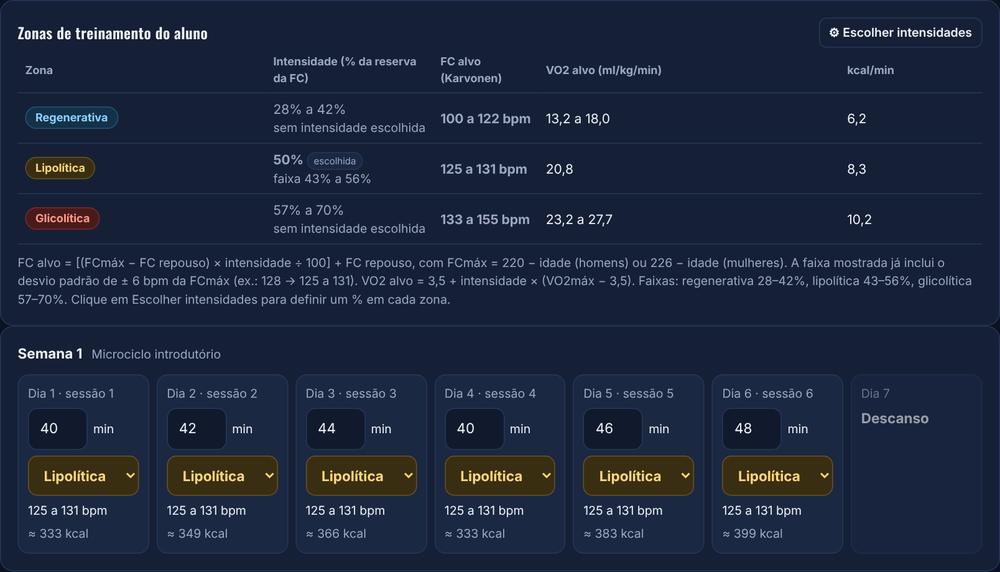 Zonas de treinamento do aluno
⚙ Escolher intensidades
Zona
Intensidade (% da reserva
da FC)
FC alvo
(Karvonen)
VO2 alvo (ml/kg/min)
kcal/min
Regenerativa
28% a 42%
sem intensidade escolhida
100 a 122 bpm
13,2 a 18,0
6,2
Lipolítica
50% escolhida
faixa 43% a 56%
125 a 131 bpm
20,8
8,3
Glicolítica
57% a 70%
sem intensidade escolhida
133 a 155 bpm
23,2 a 27,7
10,2
FC alvo = [(FCmáx − FC repouso) × intensidade ÷ 100] + FC repouso, com FCmáx = 220 − idade (homens) ou 226 − idade (mulheres). A faixa mostrada já inclui o
desvio padrão de ± 6 bpm da FCmáx (ex.: 128 → 125 a 131). VO2 alvo = 3,5 + intensidade × (VO2máx − 3,5). Faixas: regenerativa 28–42%, lipolítica 43–56%, glicolítica
57–70%. Clique em Escolher intensidades para definir um % em cada zona.
Semana 1 Microciclo introdutório
Dia 1 · sessão 1
40 min
Lipolítica
125 a 131 bpm
≈ 333 kcal
Dia 2 · sessão 2
42 min
Lipolítica
125 a 131 bpm
≈ 349 kcal
Dia 3 · sessão 3
44 min
Lipolítica
125 a 131 bpm
≈ 366 kcal
Dia 4 · sessão 4
40 min
Lipolítica
125 a 131 bpm
≈ 333 kcal
Dia 5 · sessão 5
46 min
Lipolítica
125 a 131 bpm
≈ 383 kcal
Dia 6 · sessão 6
48 min
Lipolítica
125 a 131 bpm
≈ 399 kcal
Dia 7
Descanso